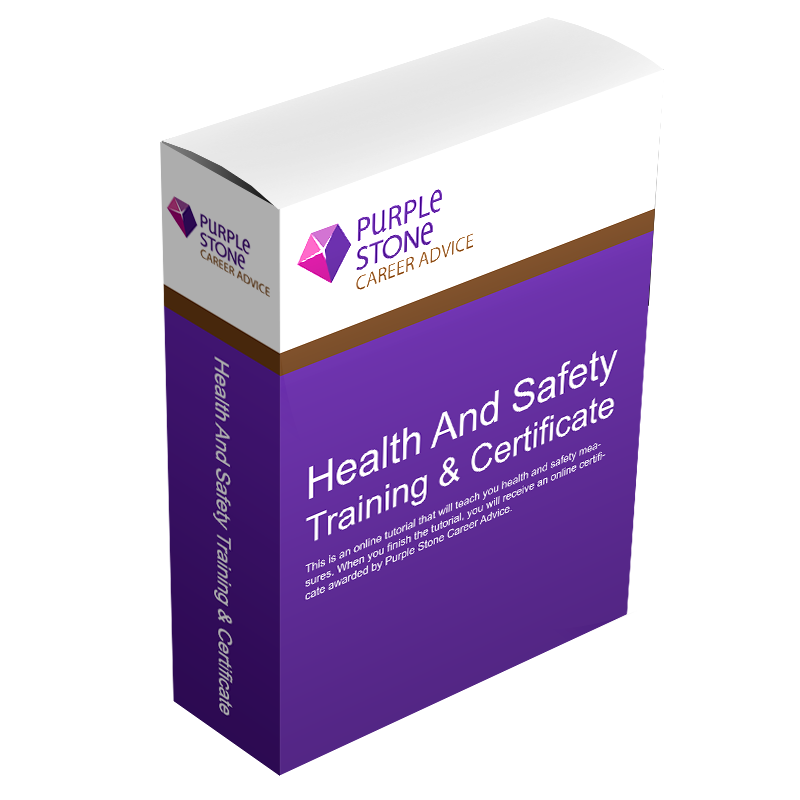 PURPLE
STONE
CAREER ADVICE
PURPLE
STONE
CAREER ADVICE
Health And Safety Training & Certificate
Health And Safety
Training & Certificate
This is an online tutorial that will teach you health and safety mea-
sures. When you finish the tutorial, you will receive an online certifi-
cate awarded by Purple Stone Career Advice.